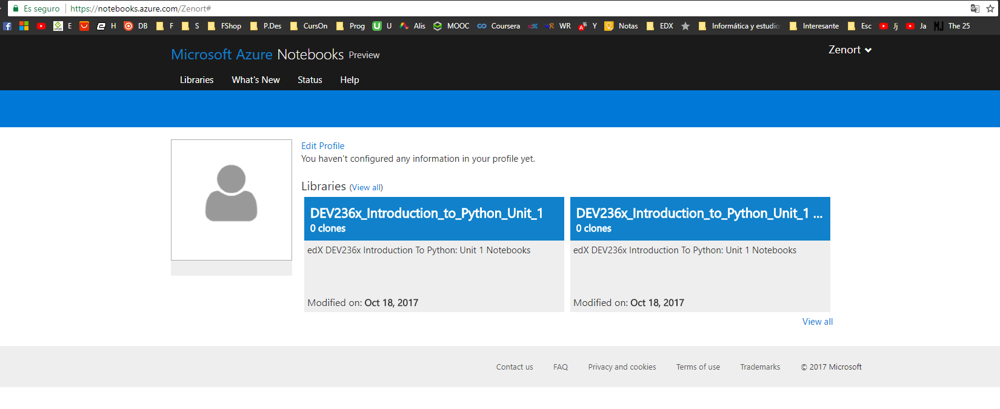 Es seguro https://notebooks.azure.com/Zenort#
E H DB F S FShop P.Des CursOn Prog U U Alis MOOC Coursera WR Y Notas EDX Informática y estudio Interesante Esc Jj Ja MJ The 25
Microsoft Azure Notebooks Preview
Zenort
Libraries What's New Status Help
Edit Profile
You haven't configured any information in your profile yet.
Libraries (View all)
DEV236x_Introduction_to_Python_Unit_1
0 clones
edX DEV236x Introduction To Python: Unit 1 Notebooks
Modified on: Oct 18, 2017
DEV236x_Introduction_to_Python_Unit_1 ...
0 clones
edX DEV236x Introduction To Python: Unit 1 Notebooks
Modified on: Oct 18, 2017
View all
Contact us FAQ Privacy and cookies Terms of use Trademarks © 2017 Microsoft